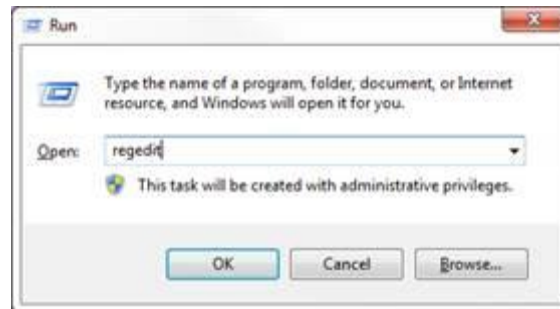 Run
Type the name of a program, folder, document, or Internet
resource, and Windows will open it for you.
Open:
regedit
This task will be created with administrative privileges.
OK
Cancel
Browse...